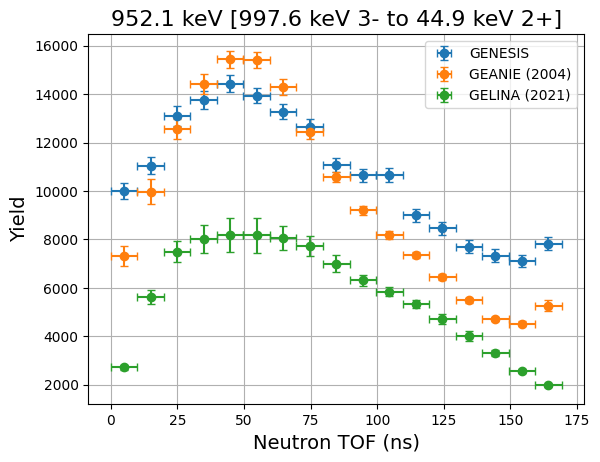 952.1 keV [997.6 keV 3- to 44.9 keV 2+]
GENESIS
GEANIE (2004)
GELINA (2021)
Yield
16000
14000
12000
10000
8000
6000
4000
2000
0
25
50
75
100
125
150
175
Neutron TOF (ns)